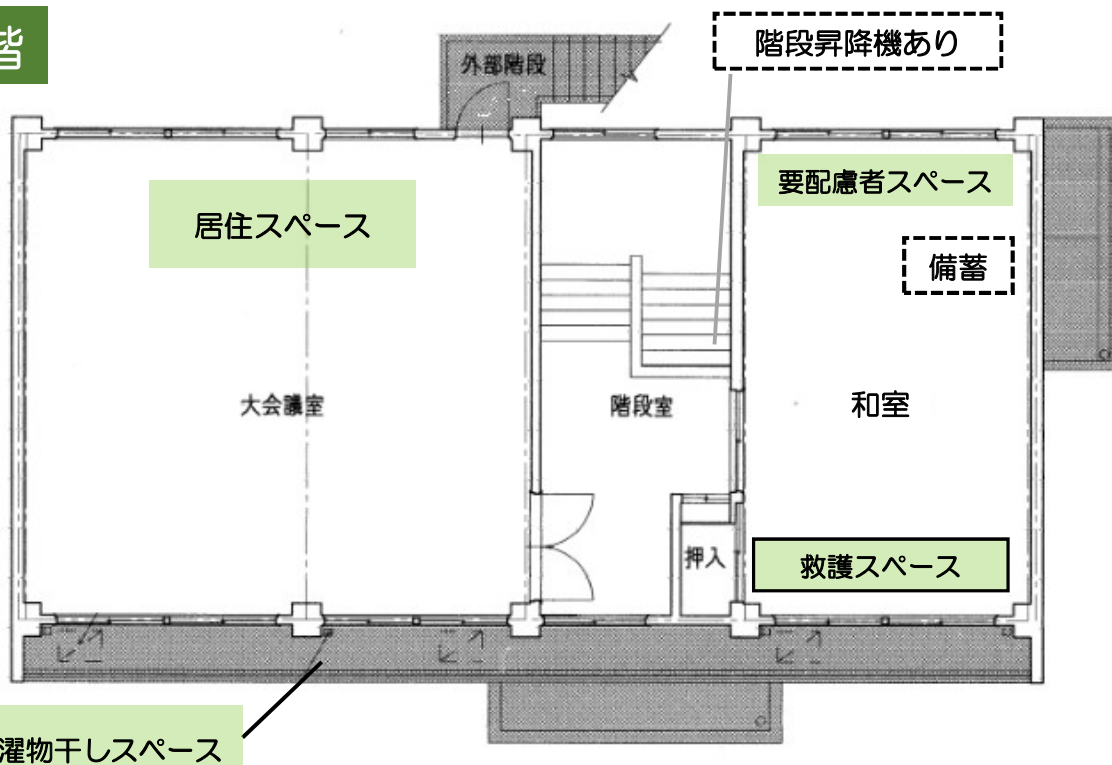 階
外部階段
階段昇降機あり
要配慮者スペース
居住スペース
備蓄
大会議室
階段室
和室
押入
救護スペース
濯物干しスペース